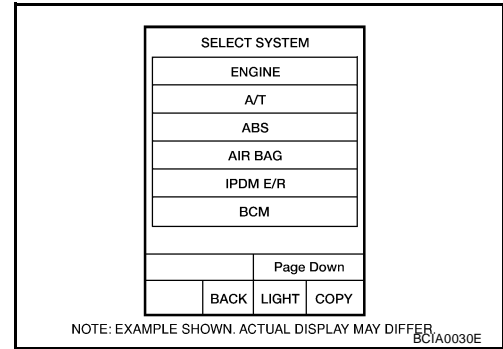 SELECT SYSTEM
ENGINE
A/T
ABS
AIR BAG
IPDM E/R
BCM
Page Down
BACK LIGHT COPY
NOTE: EXAMPLE SHOWN. ACTUAL DISPLAY MAY DIFFER.
BCIA0030E